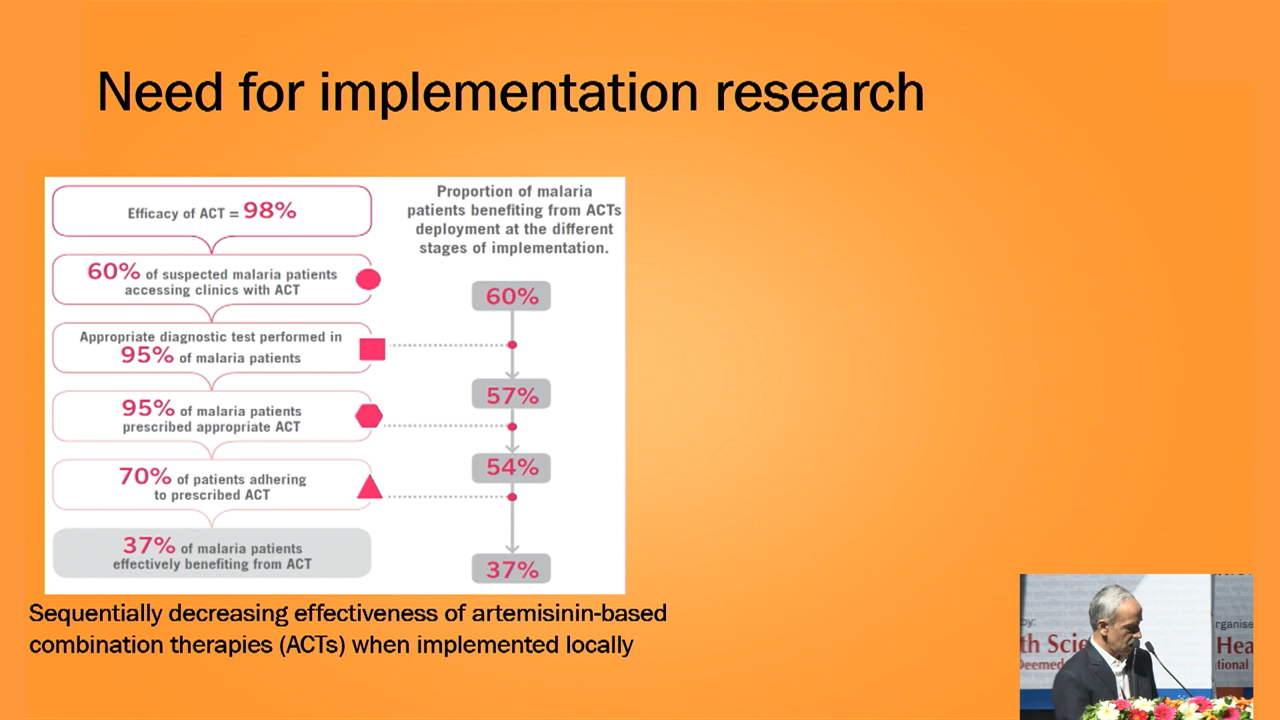 Need for implementation research
Efficacy of ACT = 98%
60% of suspected malaria patients
accessing clinics with ACT
Appropriate diagnostic test performed in
95% of malaria patients
95% of malaria patients
prescribed appropriate ACT
70% of patients adhering
to prescribed ACT
37% of malaria patients
effectively benefiting from ACT
Proportion of malaria
patients benefiting from ACTs
deployment at the different
stages of implementation.
60%
57%
54%
37%
Sequentially decreasing effectiveness of artemisinin-based
combination therapies (ACTs) when implemented locally
by:
th Scie
Deemed
rganise
Hea
tional